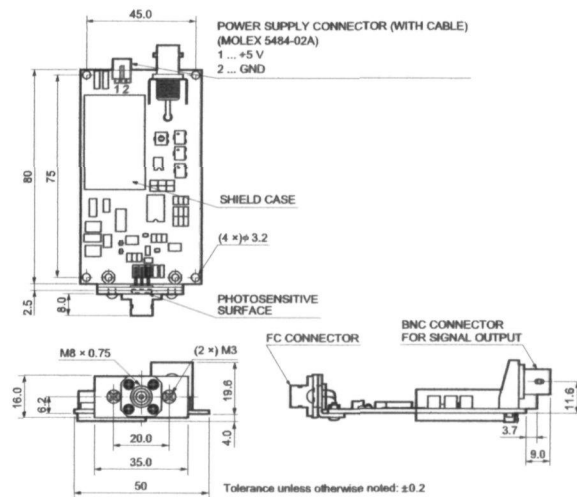 45.0
POWER SUPPLY CONNECTOR (WITH CABLE)
(MOLEX 5484-02A)
1 ... +5 V
2 ... GND
12
80
75
SHIELD CASE
(4 ×) ϕ 3.2
2.5
8.0
PHOTOSENSITIVE
SURFACE
FC CONNECTOR
BNC CONNECTOR
FOR SIGNAL OUTPUT
M8 × 0.75
(2 ×) M3
16.0
6.2
19.6
4.0
11.6
3.7
9.0
20.0
35.0
50
Tolerance unless otherwise noted: ±0.2